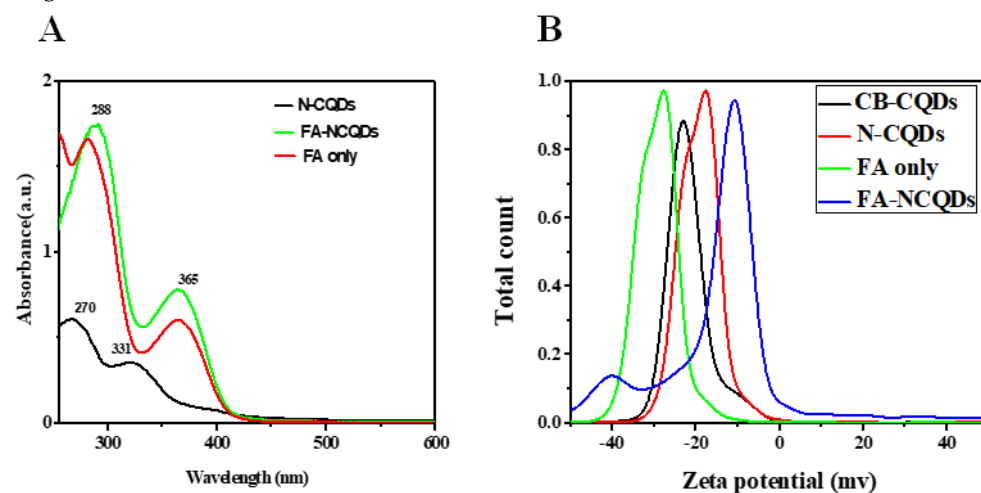 A
B
2
1
0
Absorbance(a.u.)
288
365
270
331
N-CQDs
FA-NCQDs
FA only
300
400
500
600
Wavelength (nm)
1.0
0.8
0.6
0.4
0.2
0.0
Total count
CB-CQDs
N-CQDs
FA only
FA-NCQDs
-40
-20
0
20
40
Zeta potential (mv)